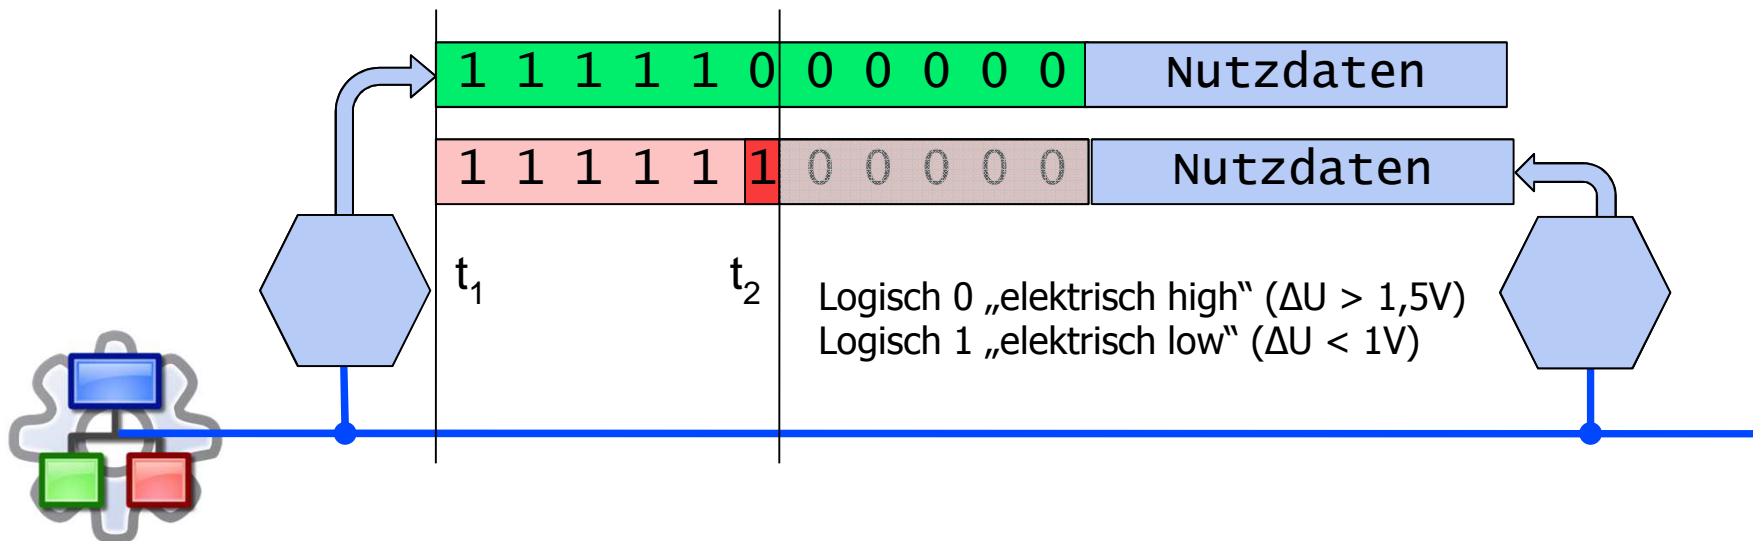 1 1 1 1 1 0 0 0 0 0 0 Nutzdaten
1 1 1 1 1 1 0 0 0 0 0 Nutzdaten
t₁ t₂
Logisch 0 „elektrisch high“ (ΔU > 1,5V)
Logisch 1 „elektrisch low“ (ΔU < 1V)